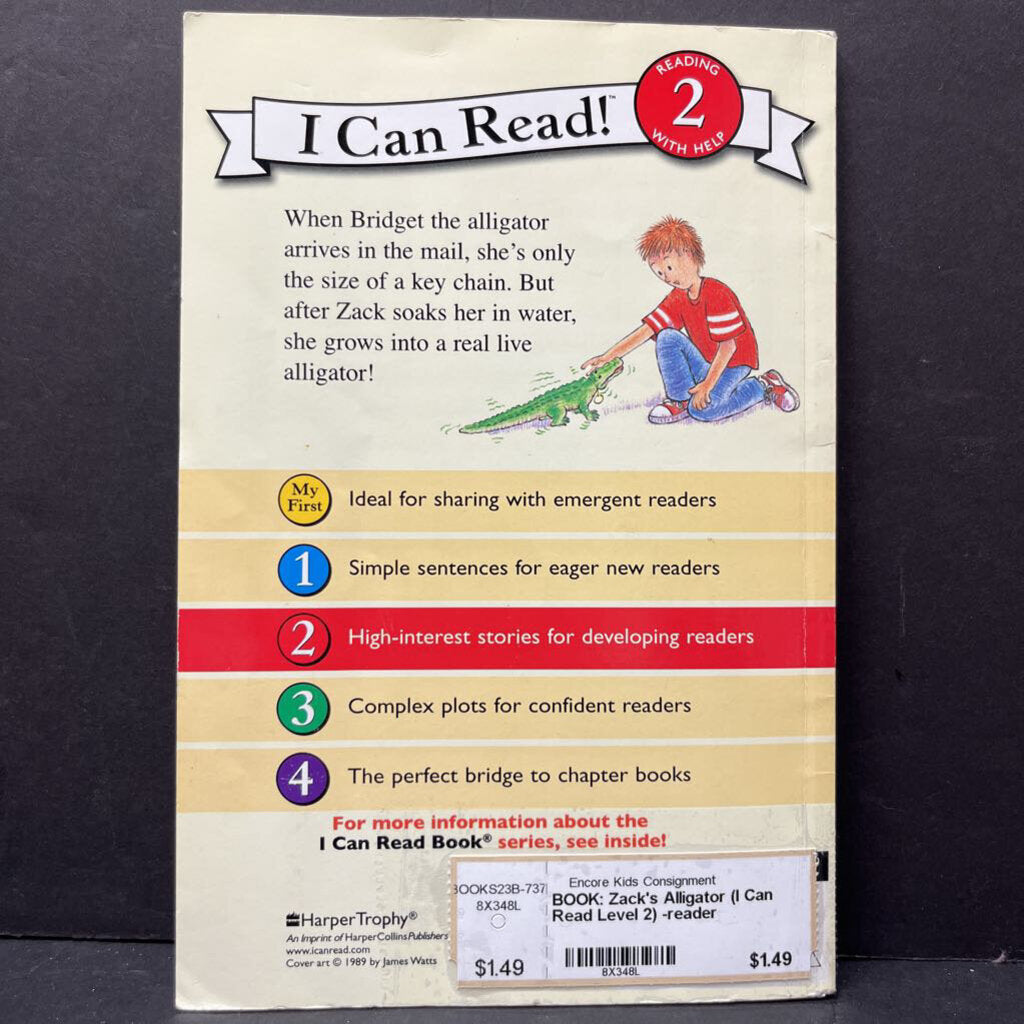 I Can Read!™
READING
2
WITH HELP
When Bridget the alligator
arrives in the mail, she's only
the size of a key chain. But
after Zack soaks her in water,
she grows into a real live
alligator!
My First Ideal for sharing with emergent readers
1 Simple sentences for eager new readers
2 High-interest stories for developing readers
3 Complex plots for confident readers
4 The perfect bridge to chapter books
For more information about the
I Can Read Book® series, see inside!
HarperTrophy®
An Imprint of HarperCollinsPublishers
www.icanread.com
Cover art © 1989 by James Watts
BOOKS23B-737
8X348L
$1.49
Encore Kids Consignment
BOOK: Zack's Alligator (I Can
Read Level 2) -reader
8X348L
$1.49